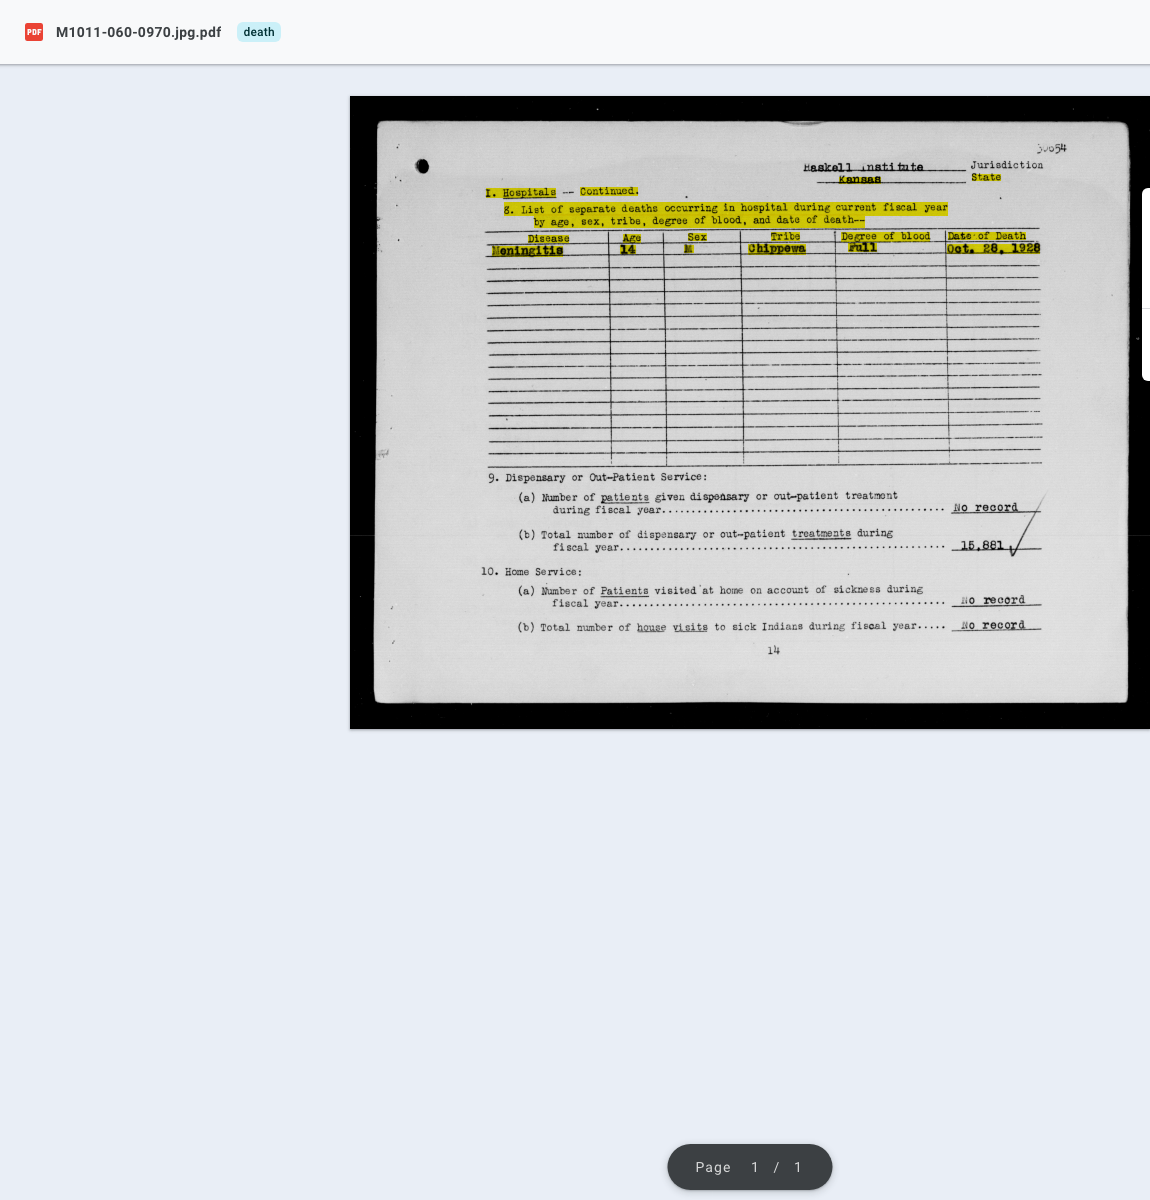 M1011-060-0970.jpg.pdf death
Haskell Institute Jurisdiction
Kansas State
I. Hospitals -- Continued.
8. List of separate deaths occurring in hospital during current fiscal year
by age, sex, tribe, degree of blood, and date of death--
Disease Age Sex Tribe Degree of blood Date of Death
Meningitis 14 M Chippewa Full Oct. 28, 1928
9. Dispensary or Out-Patient Service:
(a) Number of patients given dispensary or out-patient treatment
during fiscal year............................................... No record
(b) Total number of dispensary or out-patient treatments during
fiscal year...................................................... 15,881
10. Home Service:
(a) Number of Patients visited at home on account of sickness during
fiscal year...................................................... No record
(b) Total number of house visits to sick Indians during fiscal year..... No record
14
Page 1 / 1